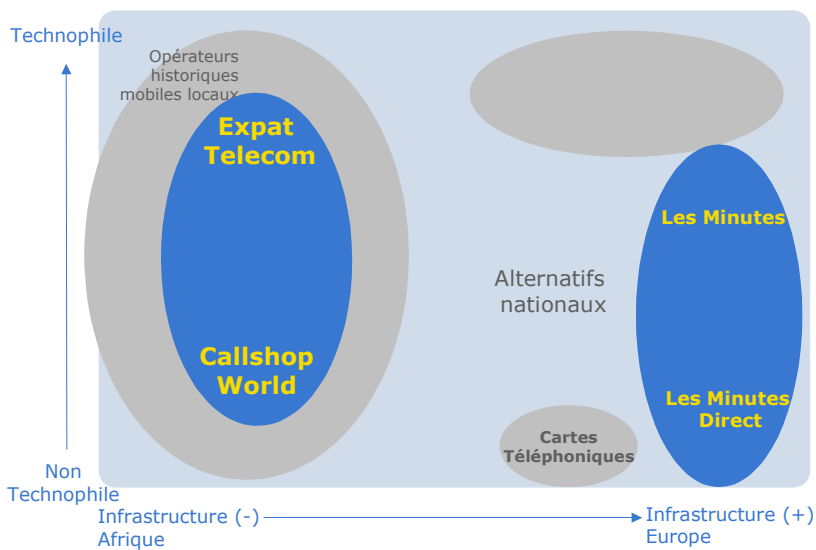 Technophile
Opérateurs
historiques
mobiles locaux
Expat
Telecom
Les Minutes
Alternatifs
nationaux
Callshop
World
Les Minutes
Direct
Cartes
Téléphoniques
Non
Technophile
Infrastructure (-)
Afrique
Infrastructure (+)
Europe